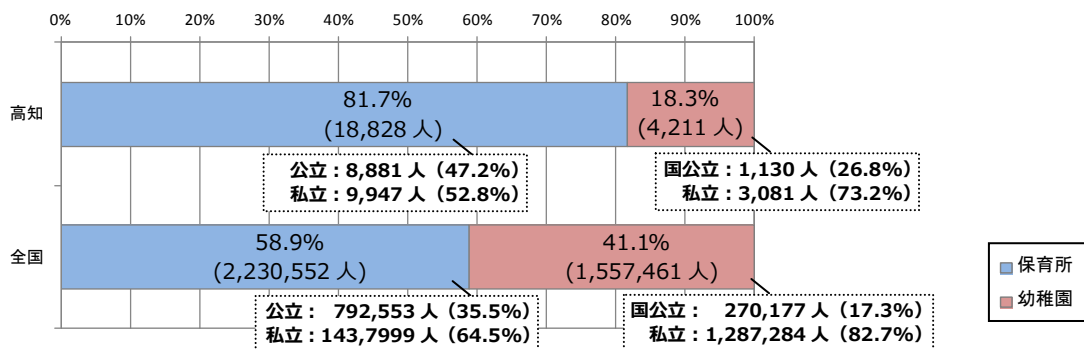 0% 10% 20% 30% 40% 50% 60% 70% 80% 90% 100%
高知
81.7%
(18,828 人)
18.3%
(4,211 人)
公立：8,881 人（47.2%）
私立：9,947 人（52.8%）
国公立：1,130 人（26.8%）
私立：3,081 人（73.2%）
全国
58.9%
(2,230,552 人)
41.1%
(1,557,461 人)
公立： 792,553 人（35.5%）
私立：143,7999 人（64.5%）
国公立： 270,177 人（17.3%）
私立：1,287,284 人（82.7%）
保育所
幼稚園